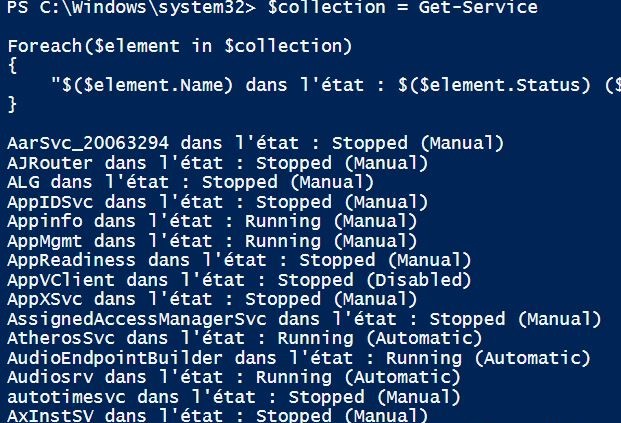 PS C:\Windows\system32> $collection = Get-Service
Foreach($element in $collection)
{
"$($element.Name) dans l'état : $($element.Status) ($
}
AarSvc_20063294 dans l'état : Stopped (Manual)
AJRouter dans l'état : Stopped (Manual)
ALG dans l'état : Stopped (Manual)
AppIDSvc dans l'état : Stopped (Manual)
Appinfo dans l'état : Running (Manual)
AppMgmt dans l'état : Running (Manual)
AppReadiness dans l'état : Stopped (Manual)
AppVClient dans l'état : Stopped (Disabled)
AppXSvc dans l'état : Stopped (Manual)
AssignedAccessManagerSvc dans l'état : Stopped (Manual)
AtherosSvc dans l'état : Running (Automatic)
AudioEndpointBuilder dans l'état : Running (Automatic)
Audiosrv dans l'état : Running (Automatic)
autotimesvc dans l'état : Stopped (Manual)
AxInstSV dans l'état : Stopped (Manual)